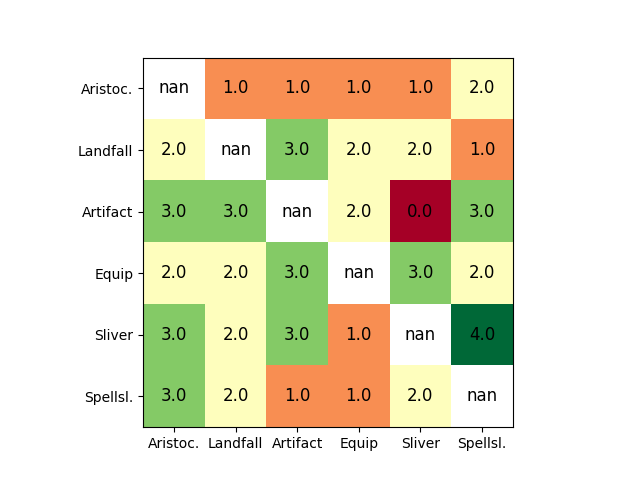 Aristoc. nan 1.0 1.0 1.0 1.0 2.0
Landfall 2.0 nan 3.0 2.0 2.0 1.0
Artifact 3.0 3.0 nan 2.0 0.0 3.0
Equip 2.0 2.0 3.0 nan 3.0 2.0
Sliver 3.0 2.0 3.0 1.0 nan 4.0
Spellsl. 3.0 2.0 1.0 1.0 2.0 nan
Aristoc. Landfall Artifact Equip Sliver Spellsl.